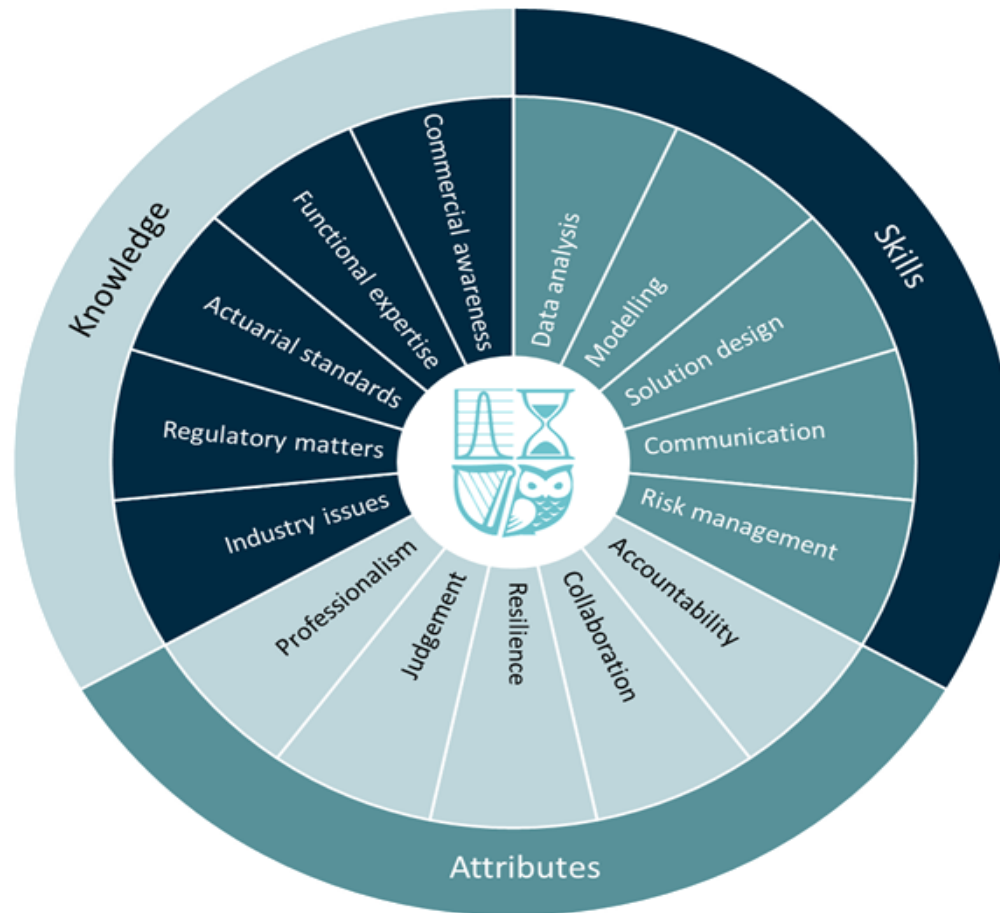 Knowledge
Commercial awareness
Functional expertise
Actuarial standards
Regulatory matters
Industry issues
Skills
Data analysis
Modelling
Solution design
Communication
Risk management
Attributes
Accountability
Collaboration
Resilience
Judgement
Professionalism